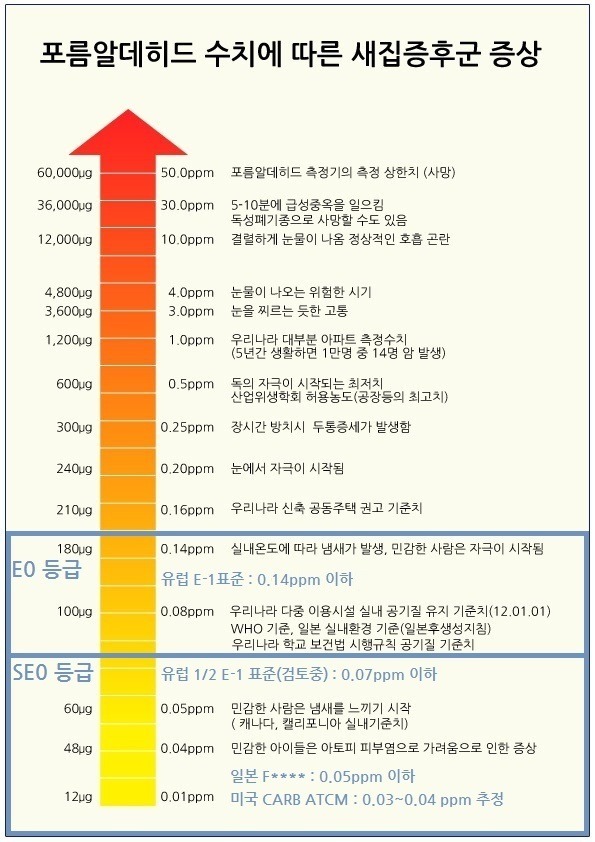 포름알데히드 수치에 따른 새집증후군 증상
60,000µg 50.0ppm 포름알데히드 측정기의 측정 상한치 (사망)
36,000µg 30.0ppm 5-10분에 급성중옥을 일으킴
독성폐기종으로 사망할 수도 있음
12,000µg 10.0ppm 결렬하게 눈물이 나옴 정상적인 호흡 곤란
4,800µg 4.0ppm 눈물이 나오는 위험한 시기
3,600µg 3.0ppm 눈을 찌르는 듯한 고통
1,200µg 1.0ppm 우리나라 대부분 아파트 측정수치
(5년간 생활하면 1만명 중 14명 암 발생)
600µg 0.5ppm 독의 자극이 시작되는 최저치
산업위생학회 허용농도(공장등의 최고치)
300µg 0.25ppm 장시간 방치시 두통증세가 발생함
240µg 0.20ppm 눈에서 자극이 시작됨
210µg 0.16ppm 우리나라 신축 공동주택 권고 기준치
180µg 0.14ppm 실내온도에 따라 냄새가 발생, 민감한 사람은 자극이 시작됨
E0 등급
유럽 E-1표준 : 0.14ppm 이하
100µg 0.08ppm 우리나라 다중 이용시설 실내 공기질 유지 기준치(12.01.01)
WHO 기준, 일본 실내환경 기준(일본후생성지침)
우리나라 학교 보건법 시행규칙 공기질 기준치
SE0 등급 유럽 1/2 E-1 표준(검토중) : 0.07ppm 이하
60µg 0.05ppm 민감한 사람은 냄새를 느끼기 시작
( 캐나다, 캘리포니아 실내기준치)
48µg 0.04ppm 민감한 아이들은 아토피 피부염으로 가려움으로 인한 증상
일본 F**** : 0.05ppm 이하
12µg 0.01ppm 미국 CARB ATCM : 0.03~0.04 ppm 추정